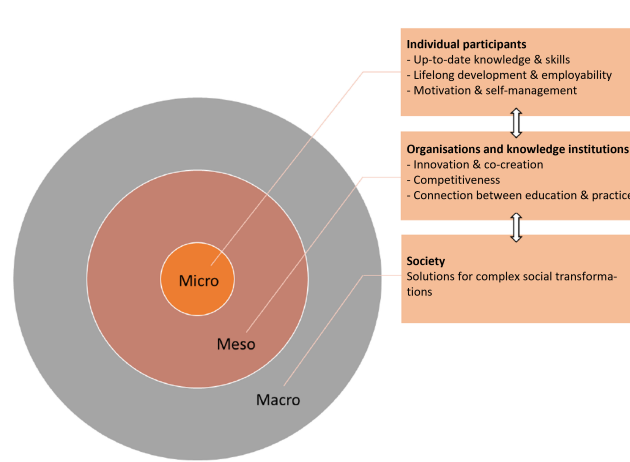 Individual participants
- Up-to-date knowledge & skills
- Lifelong development & employability
- Motivation & self-management
Organisations and knowledge institutions
- Innovation & co-creation
- Competitiveness
- Connection between education & practice
Society
Solutions for complex social transforma-
tions
Micro
Meso
Macro